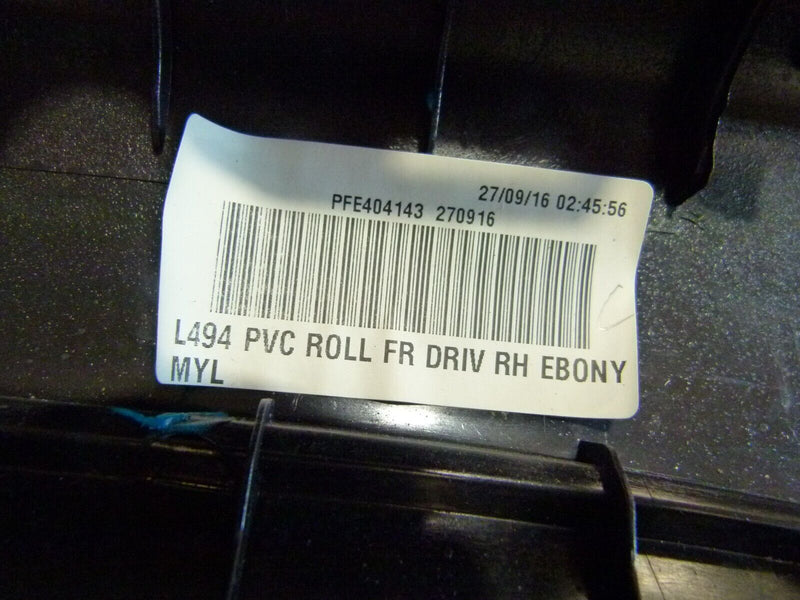 27/09/16 02:45:56
PFE404143 270916
L494 PVC ROLL FR DRIV RH EBONY
MYL